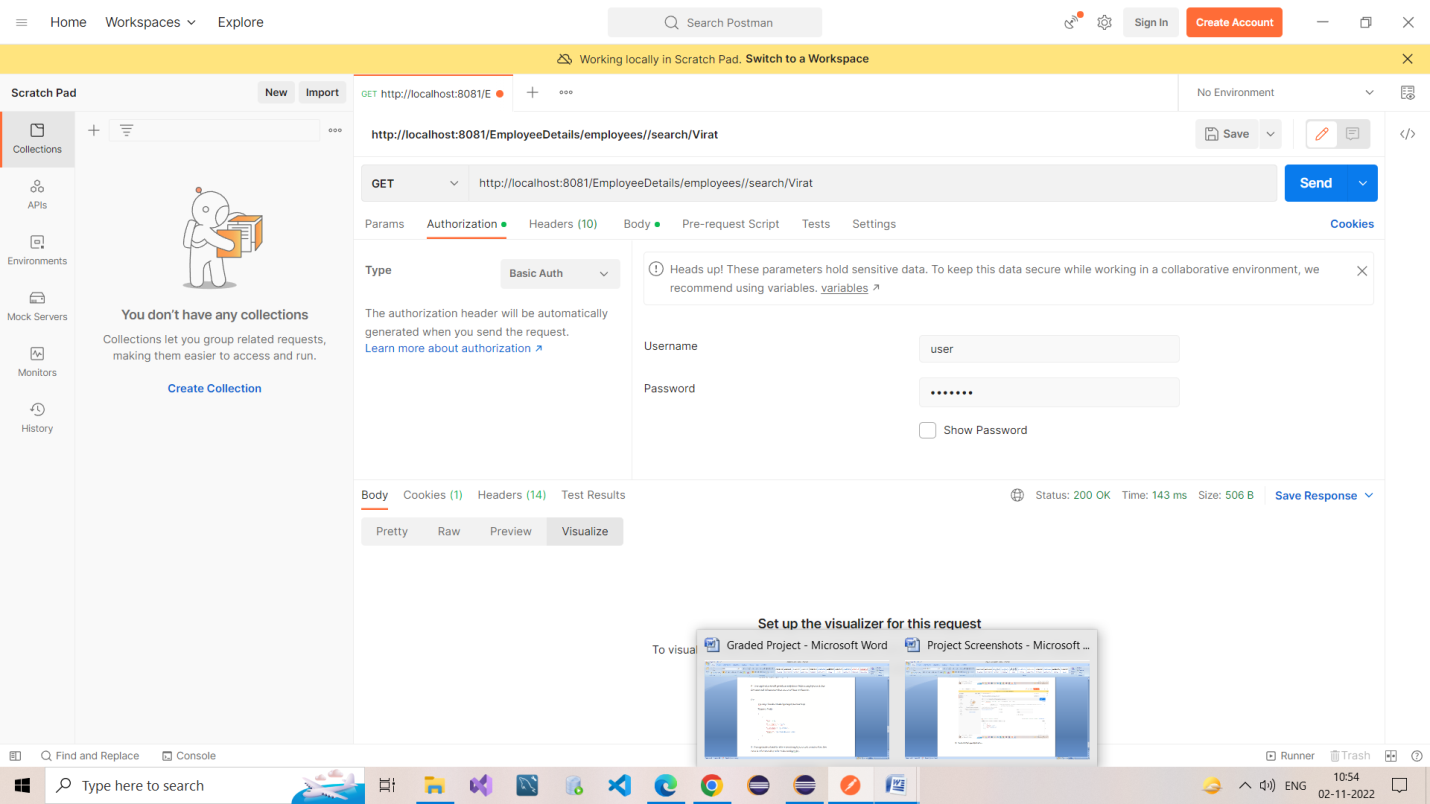 Home
Workspaces
Explore
Search Postman
Sign In
Create Account
Working locally in Scratch Pad. Switch to a Workspace
Scratch Pad
New
Import
GET http://localhost:8081/E
No Environment
Collections
http://localhost:8081/EmployeeDetails/employees//search/Virat
Save
GET
http://localhost:8081/EmployeeDetails/employees//search/Virat
Send
APIs
Environments
Mock Servers
Monitors
History
You don't have any collections
Collections let you group related requests,
making them easier to access and run.
Create Collection
Params
Authorization
Headers (10)
Body
Pre-request Script
Tests
Settings
Cookies
Type
Basic Auth
The authorization header will be automatically
generated when you send the request.
Learn more about authorization ↗
Heads up! These parameters hold sensitive data. To keep this data secure while working in a collaborative environment, we
recommend using variables. variables ↗
Username
user
Password
•••••••
Show Password
Body
Cookies (1)
Headers (14)
Test Results
Status: 200 OK
Time: 143 ms
Size: 506 B
Save Response
Pretty
Raw
Preview
Visualize
Set up the visualizer for this request
To visual
Graded Project - Microsoft Word
Project Screenshots - Microsoft ...
Find and Replace
Console
Runner
Trash
Type here to search
ENG
10:54
02-11-2022